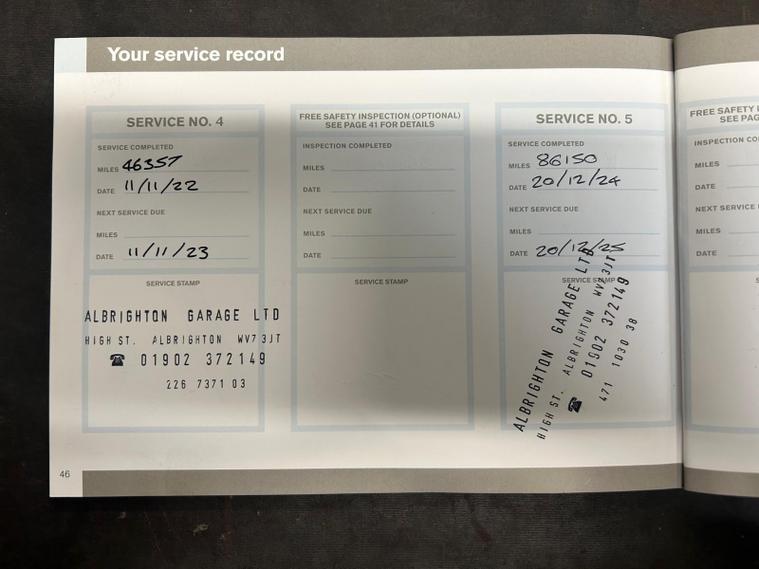 Your service record
SERVICE NO. 4
SERVICE COMPLETED
MILES 46357
DATE 11/11/22
NEXT SERVICE DUE
MILES
DATE 11/11/23
SERVICE STAMP
ALBRIGHTON GARAGE LTD
HIGH ST. ALBRIGHTON WV7 3JT
☎ 01902 372149
226 7371 03
FREE SAFETY INSPECTION (OPTIONAL)
SEE PAGE 41 FOR DETAILS
INSPECTION COMPLETED
MILES
DATE
NEXT SERVICE DUE
MILES
DATE
SERVICE STAMP
SERVICE NO. 5
SERVICE COMPLETED
MILES 86150
DATE 20/12/24
NEXT SERVICE DUE
MILES
DATE 20/12/25
SERVICE STAMP
ALBRIGHTON GARAGE LTD
HIGH ST. ALBRIGHTON WV7 3JT
☎ 01902 372149
471 1030 38
FREE SAFETY
SEE PAG
INSPECTION CO
MILES
DATE
NEXT SERVICE
MILES
DATE
46